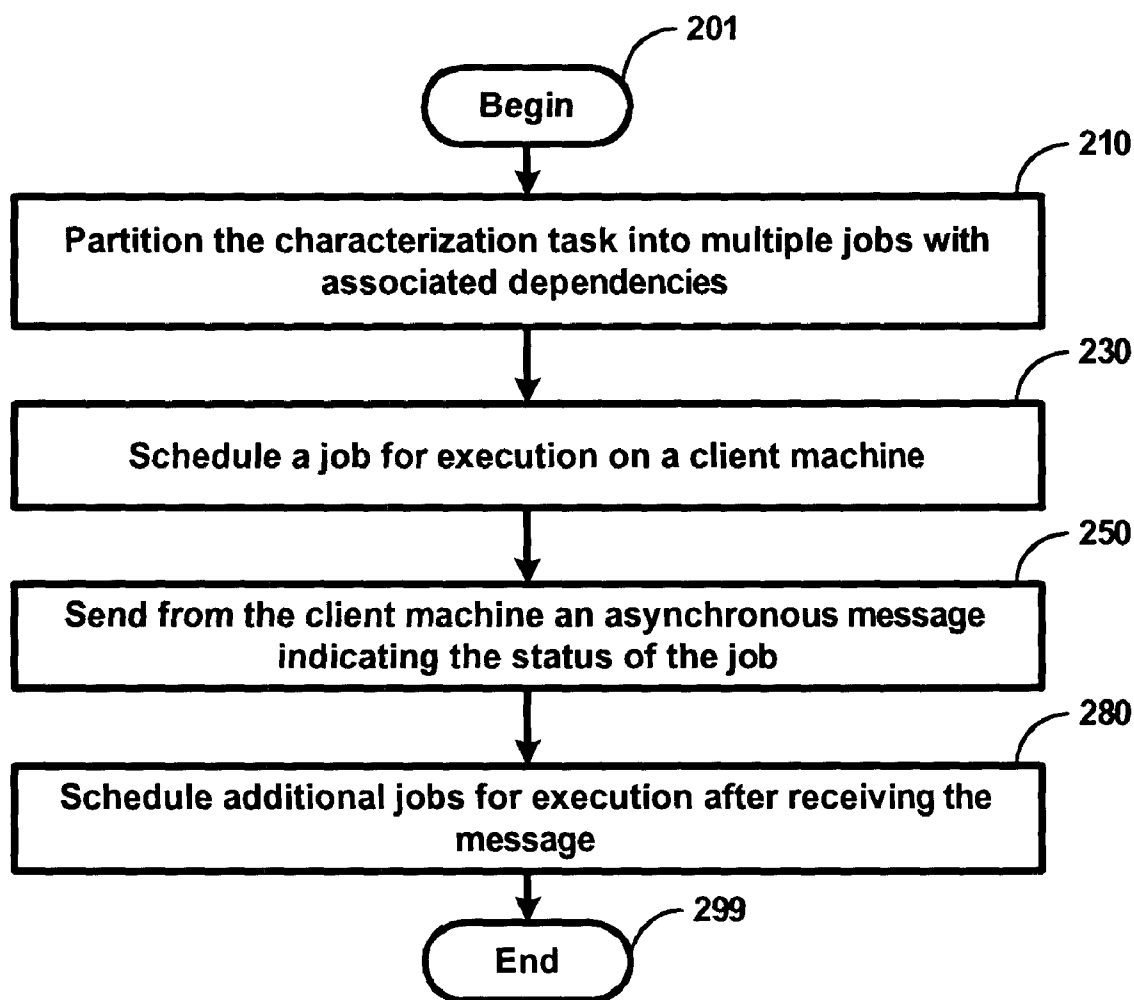 201
Begin
210
Partition the characterization task into multiple jobs with
associated dependencies
230
Schedule a job for execution on a client machine
250
Send from the client machine an asynchronous message
indicating the status of the job
280
Schedule additional jobs for execution after receiving the
message
299
End